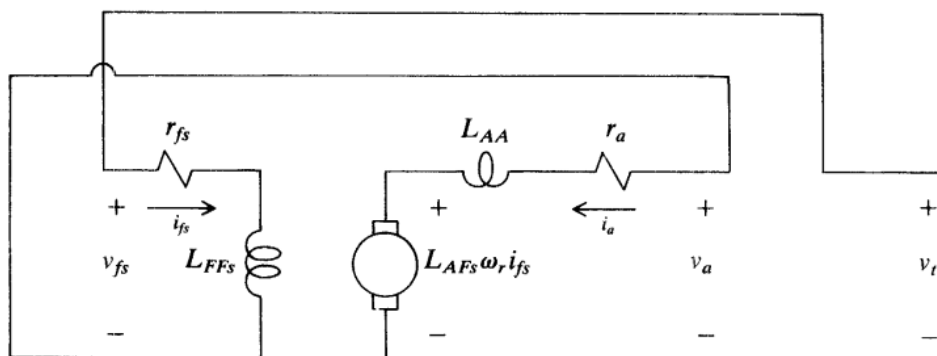 r_fs
L_AA
r_a
+
i_fs
+
i_a
+
+
v_fs
L_FFs
L_AFs ω_r i_fs
v_a
v_t
−
−
−
−